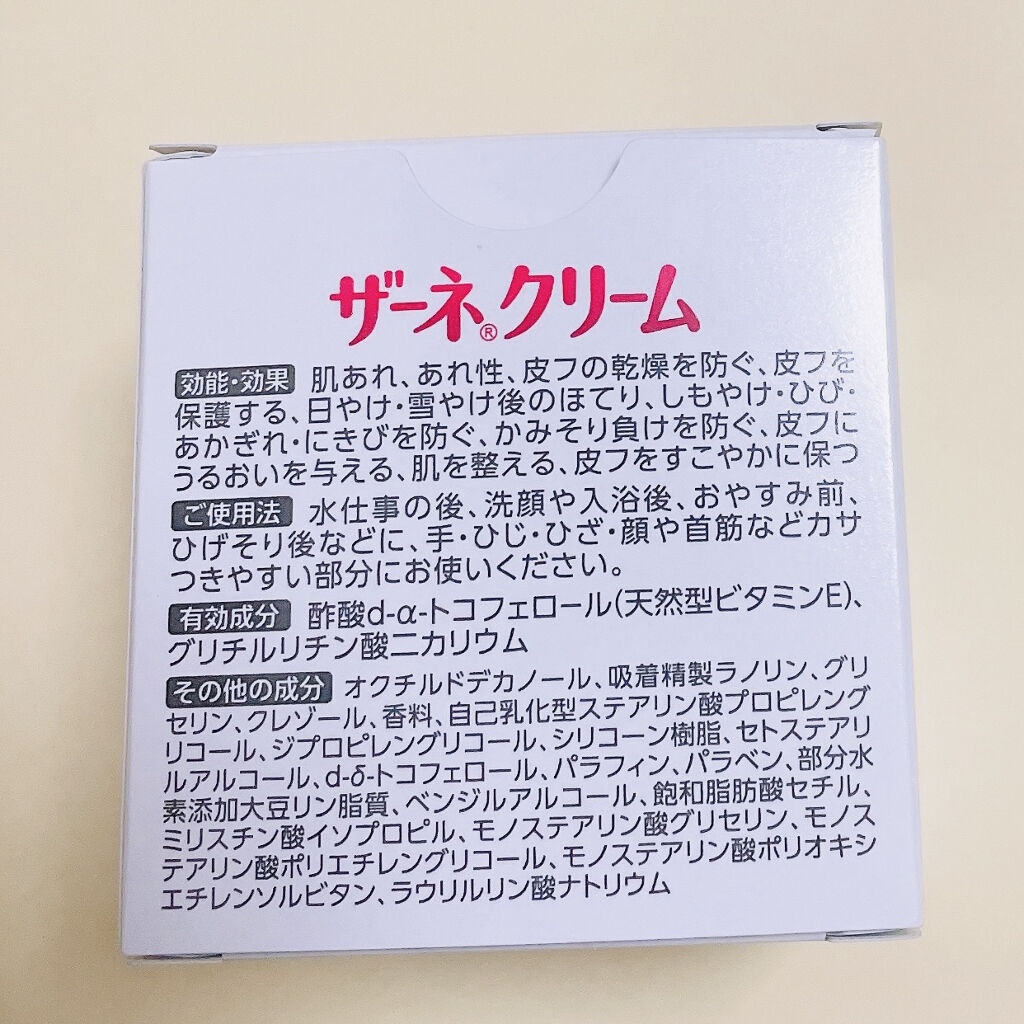 ザーネ®クリーム
効能・効果 肌あれ、あれ性、皮フの乾燥を防ぐ、皮フを
保護する、日やけ・雪やけ後のほてり、しもやけ・ひび・
あかぎれ・にきびを防ぐ、かみそり負けを防ぐ、皮フに
うるおいを与える、肌を整える、皮フをすこやかに保つ
ご使用法 水仕事の後、洗顔や入浴後、おやすみ前、
ひげそり後などに、手・ひじ・ひざ・顔や首筋などカサ
つきやすい部分にお使いください。
有効成分 酢酸d-α-トコフェロール(天然型ビタミンE)、
グリチルリチン酸二カリウム
その他の成分 オクチルドデカノール、吸着精製ラノリン、グリ
セリン、クレゾール、香料、自己乳化型ステアリン酸プロピレング
リコール、ジプロピレングリコール、シリコーン樹脂、セトステアリ
ルアルコール、d-δ-トコフェロール、パラフィン、パラベン、部分水
素添加大豆リン脂質、ベンジルアルコール、飽和脂肪酸セチル、
ミリスチン酸イソプロピル、モノステアリン酸グリセリン、モノス
テアリン酸ポリエチレングリコール、モノステアリン酸ポリオキシ
エチレンソルビタン、ラウリルリン酸ナトリウム